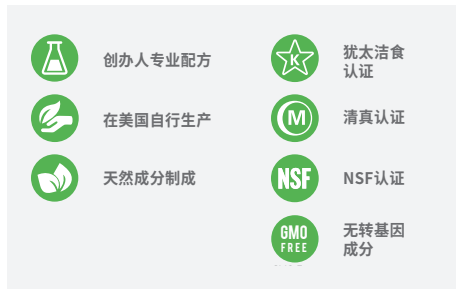 创办人专业配方
在美国自行生产
天然成分制成
K
犹太洁食
认证
M
清真认证
NSF
NSF认证
GMO
FREE
无转基因
成分